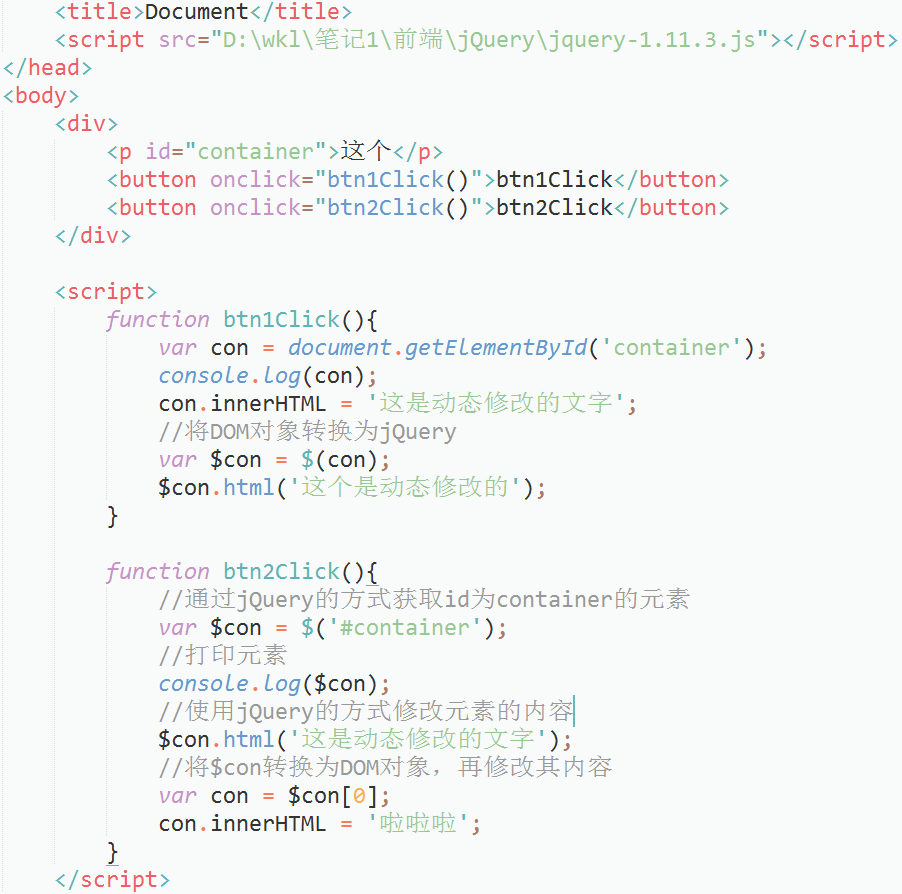 <title>Document</title>
<script src="D:\wkl\笔记1\前端\jQuery\jquery-1.11.3.js"></script>
</head>
<body>
<div>
<p id="container">这个</p>
<button onclick="btn1Click()">btn1Click</button>
<button onclick="btn2Click()">btn2Click</button>
</div>
<script>
function btn1Click(){
var con = document.getElementById('container');
console.log(con);
con.innerHTML = '这是动态修改的文字';
//将DOM对象转换为jQuery
var $con = $(con);
$con.html('这个是动态修改的');
}
function btn2Click(){
//通过jQuery的方式获取id为container的元素
var $con = $('#container');
//打印元素
console.log($con);
//使用jQuery的方式修改元素的内容
$con.html('这是动态修改的文字');
//将$con转换为DOM对象，再修改其内容
var con = $con[0];
con.innerHTML = '啦啦啦';
}
</script>